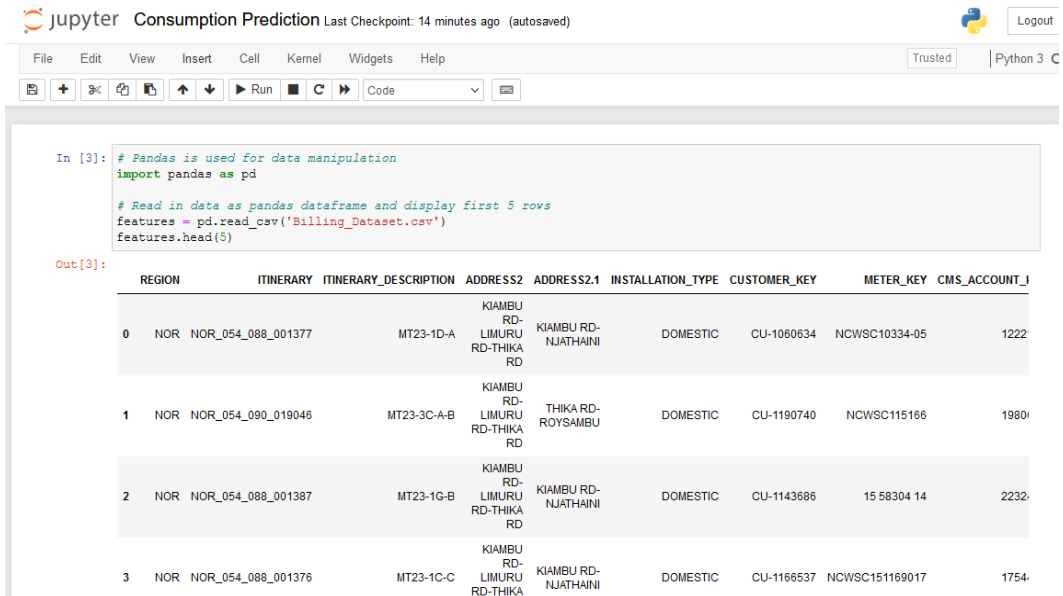 jupyter Consumption Prediction Last Checkpoint: 14 minutes ago (autosaved)
Logout
File Edit View Insert Cell Kernel Widgets Help
Trusted Python 3
Run Code
In [3]: # Pandas is used for data manipulation
import pandas as pd
# Read in data as pandas dataframe and display first 5 rows
features = pd.read_csv('Billing_Dataset.csv')
features.head(5)
Out[3]:
REGION ITINERARY ITINERARY_DESCRIPTION ADDRESS2 ADDRESS2.1 INSTALLATION_TYPE CUSTOMER_KEY METER_KEY CMS_ACCOUNT_
0 NOR NOR_054_088_001377 MT23-1D-A KIAMBU RD-LIMURU RD-THIKA RD KIAMBU RD-NJATHAINI DOMESTIC CU-1060634 NCWSC10334-05 1222
1 NOR NOR_054_090_019046 MT23-3C-A-B KIAMBU RD-LIMURU RD-THIKA RD THIKA RD-ROYSAMBU DOMESTIC CU-1190740 NCWSC115166 1980
2 NOR NOR_054_088_001387 MT23-1G-B KIAMBU RD-LIMURU RD-THIKA RD KIAMBU RD-NJATHAINI DOMESTIC CU-1143686 15 58304 14 2232
3 NOR NOR_054_088_001376 MT23-1C-C KIAMBU RD-LIMURU RD-THIKA KIAMBU RD-NJATHAINI DOMESTIC CU-1166537 NCWSC151169017 1754